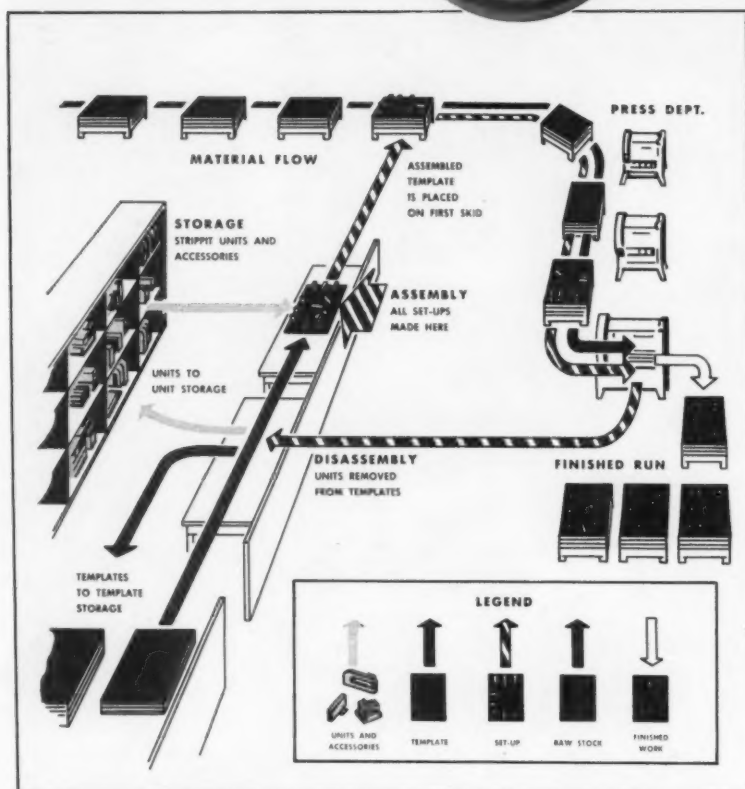 PRESS DEPT.
MATERIAL FLOW
ASSEMBLED
TEMPLATE
IS PLACED
ON FIRST SKID
STORAGE
STRIPPIT UNITS AND
ACCESSORIES
ASSEMBLY
ALL SET-UPS
MADE HERE
UNITS TO
UNIT STORAGE
DISASSEMBLY
UNITS REMOVED
FROM TEMPLATES
FINISHED RUN
TEMPLATES
TO TEMPLATE
STORAGE
LEGEND
UNITS AND
ACCESSORIES
TEMPLATE
SET-UP
RAW STOCK
FINISHED
WORK